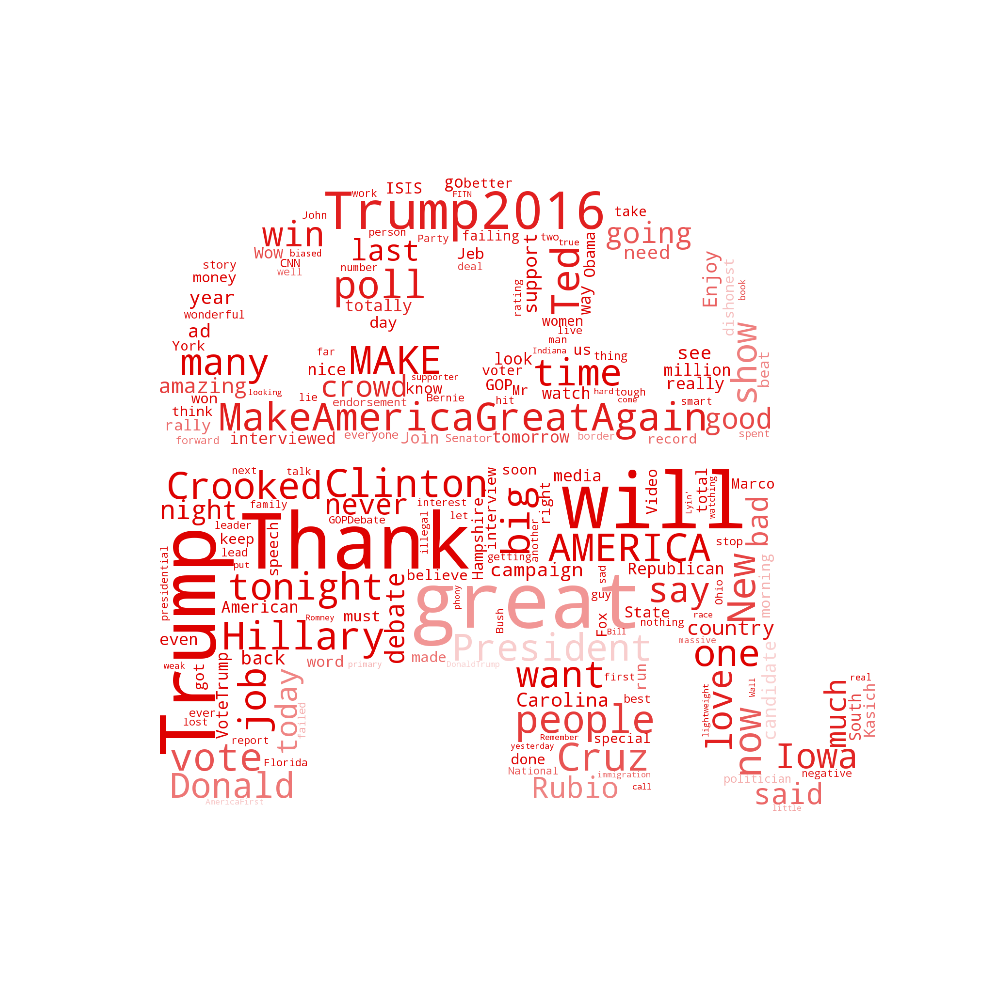 ISIS
go
better
work
FITN
John
Trump2016
take
win
last
person
Party
failing
two
true
going
Wow
biased
Jeb
support
Ted
way
Obama
need
story
CNN
well
number
deal
money
poll
totally
rating
Enjoy
dishonest
book
year
wonderful
day
women
live
ad
York
many
far
nice
MAKE
man
Indiana
us
thing
look
see
show
beat
amazing
looking
crowd
know
supporter
voter
GOP
Mr
time
million
really
won
lie
endorsement
Bernie
hit
watch
hard
come
tough
smart
think
rally
MakeAmericaGreatAgain
good
forward
interviewed
everyone
Join
Senator
tomorrow
border
record
spent
Crooked
next
talk
family
Clinton
never
interest
let
soon
media
will
Video
Lyin'
total
watching
Marco
night
leader
keep
lead
put
speech
Thank
GOPDebate
illegal
Hampshire
interview
big
another
right
getting
AMERICA
stop
bad
presidential
Trump
tonight
believe
campaign
sad
Republican
New
morning
American
Romney
must
debate
great
phony
Bush
guy
Fox
Bill
State
nothing
say
Ohio
race
country
massive
even
weak
got
VoteTrump
Hillary
back
word
primary
made
President
DonaldTrump
one
candidate
job
today
failed
want
first
run
love
lightweight
Wall
now
much
real
South
Kasich
ever
lost
report
Carolina
best
people
Remember
special
yesterday
done
vote
Florida
National
Cruz
immigration
Iowa
negative
politician
Donald
AmericaFirst
Rubio
call
said
little